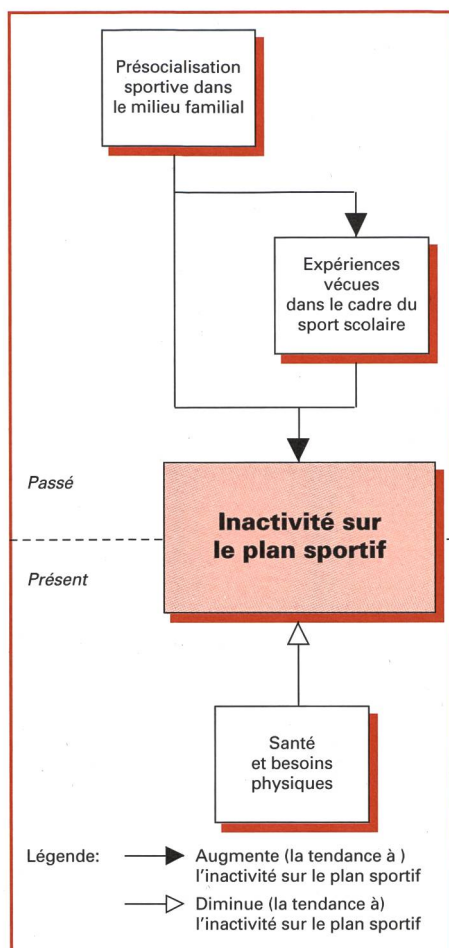 Présocialisation
sportive dans
le milieu familial
Expériences
vécues
dans le cadre du
sport scolaire
Passé
Inactivité sur
le plan sportif
Présent
Santé
et besoins
physiques
Légende:
Augmente (la tendance à )
l'inactivité sur le plan sportif
Diminue (la tendance à)
l'inactivité sur le plan sportif